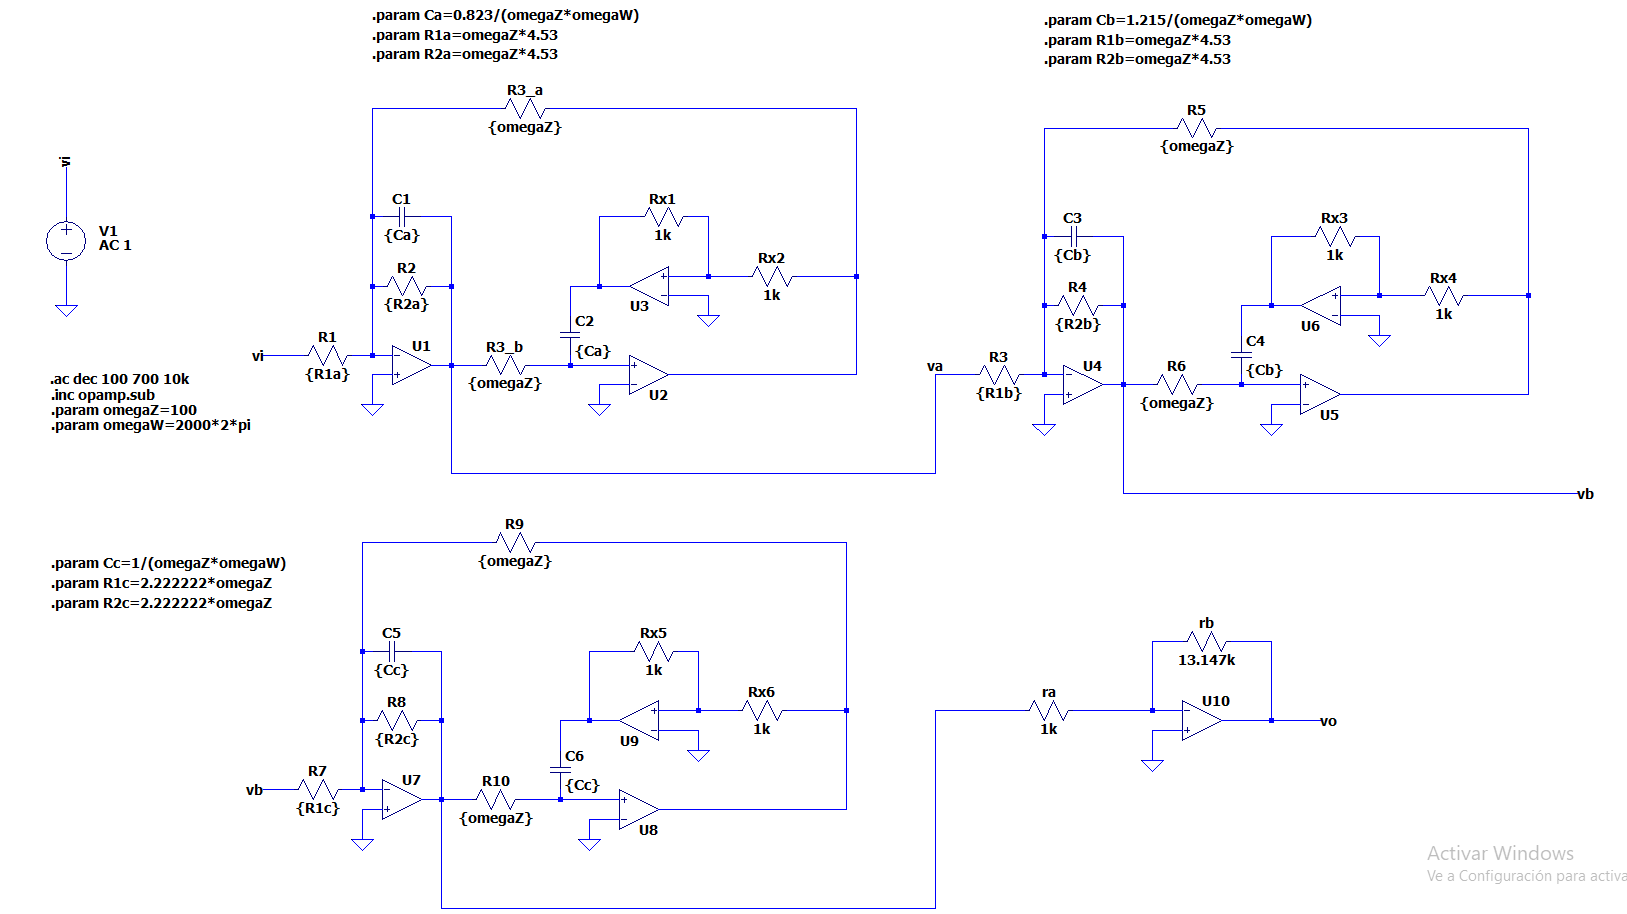 .param Ca=0.823/(omegaZ*omegaW)
.param R1a=omegaZ*4.53
.param R2a=omegaZ*4.53
.param Cb=1.215/(omegaZ*omegaW)
.param R1b=omegaZ*4.53
.param R2b=omegaZ*4.53
R3_a
{omegaZ}
R5
{omegaZ}
vi
V1
AC 1
C1
{Ca}
R2
{R2a}
Rx1
1k
Rx2
1k
U3
C2
{Ca}
vi
R1
{R1a}
U1
R3_b
{omegaZ}
U2
C3
{Cb}
R4
{R2b}
Rx3
1k
Rx4
1k
U6
C4
{Cb}
va
R3
{R1b}
U4
R6
{omegaZ}
U5
vb
.ac dec 100 700 10k
.inc opamp.sub
.param omegaZ=100
.param omegaW=2000*2*pi
.param Cc=1/(omegaZ*omegaW)
.param R1c=2.222222*omegaZ
.param R2c=2.222222*omegaZ
R9
{omegaZ}
C5
{Cc}
R8
{R2c}
Rx5
1k
Rx6
1k
U9
C6
{Cc}
vb
R7
{R1c}
U7
R10
{omegaZ}
U8
rb
13.147k
ra
1k
U10
vo
Activar Windows
Ve a Configuración para activa